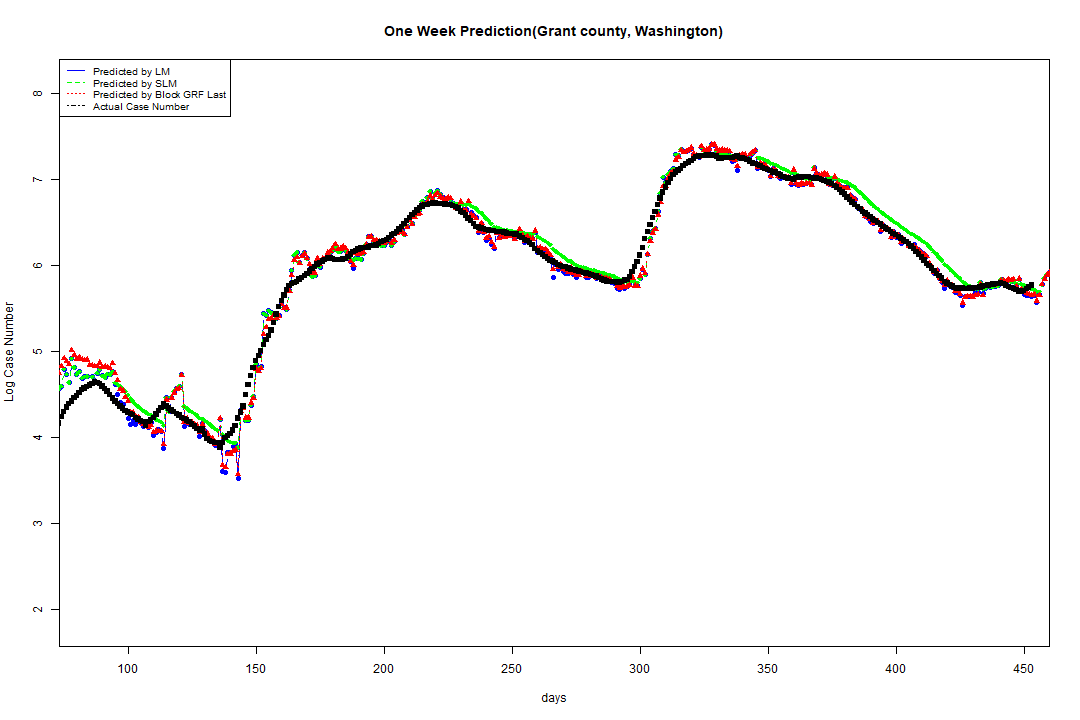 One Week Prediction(Grant county, Washington)
Predicted by LM
Predicted by SLM
Predicted by Block GRF Last
Actual Case Number
8
7
6
5
4
3
2
Log Case Number
100 150 200 250 300 350 400 450
days